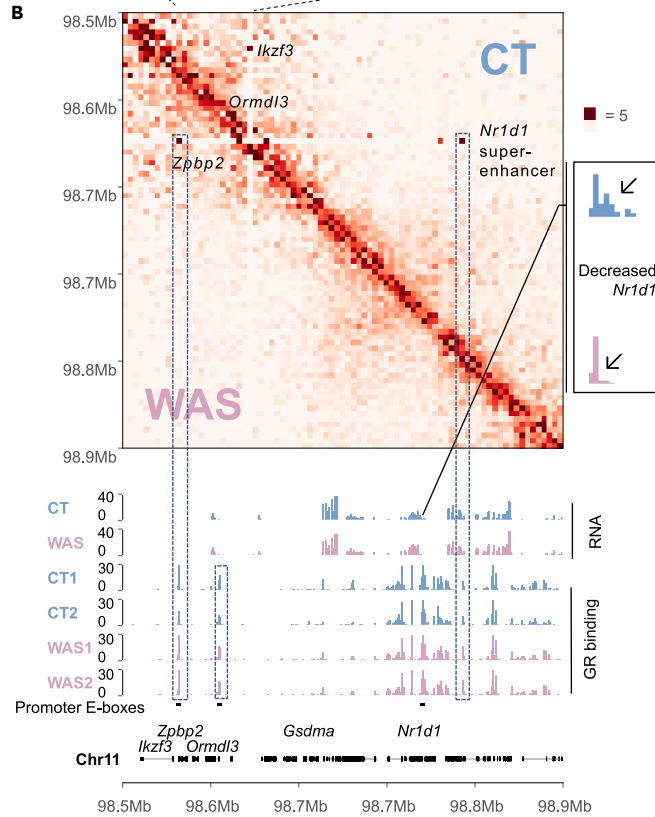 B
98.5Mb
98.6Mb
98.7Mb
98.7Mb
98.8Mb
98.9Mb
CT
WAS
Ikzf3
Ormdl3
Zpbp2
Nr1d1
super-
enhancer
= 5
Decreased
Nr1d1
CT 40 0
WAS 40 0
RNA
CT1 30 0
CT2 30 0
WAS1 30 0
WAS2 30 0
GR binding
Promoter E-boxes
Zpbp2 Gsdma Nr1d1
Ikzf3 Ormdl3
Chr11
98.5Mb 98.6Mb 98.7Mb 98.7Mb 98.8Mb 98.9Mb